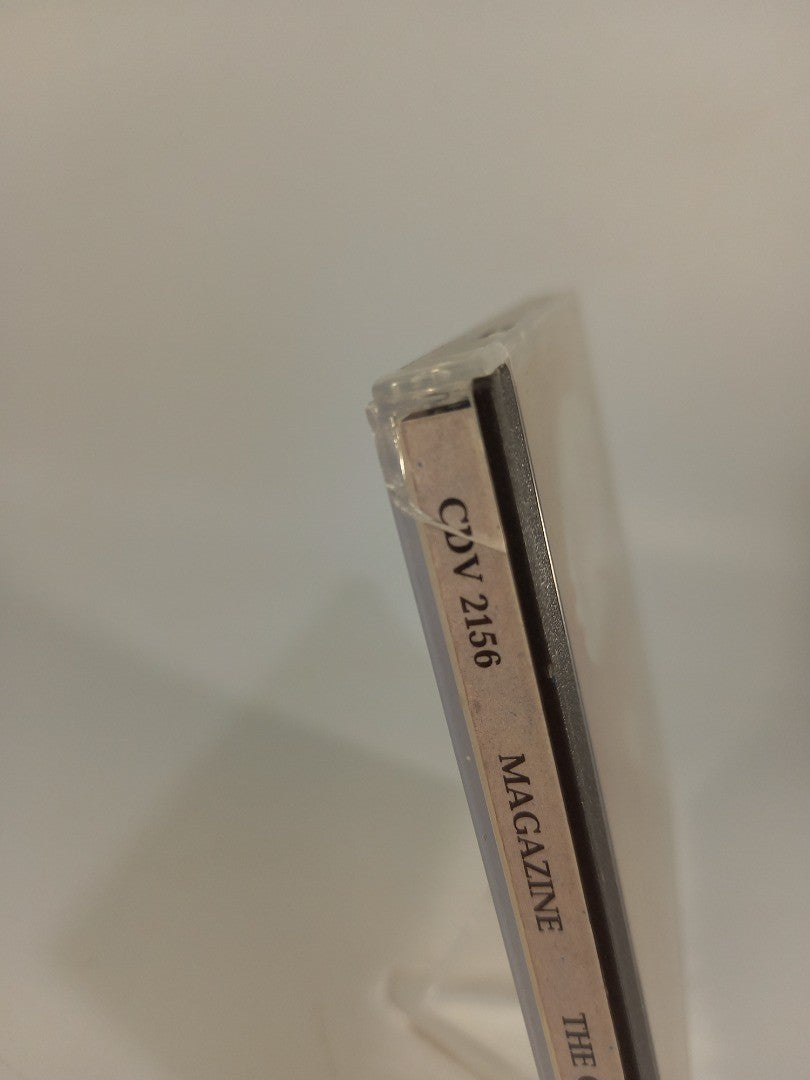 CDV 2156 MAGAZINE THE